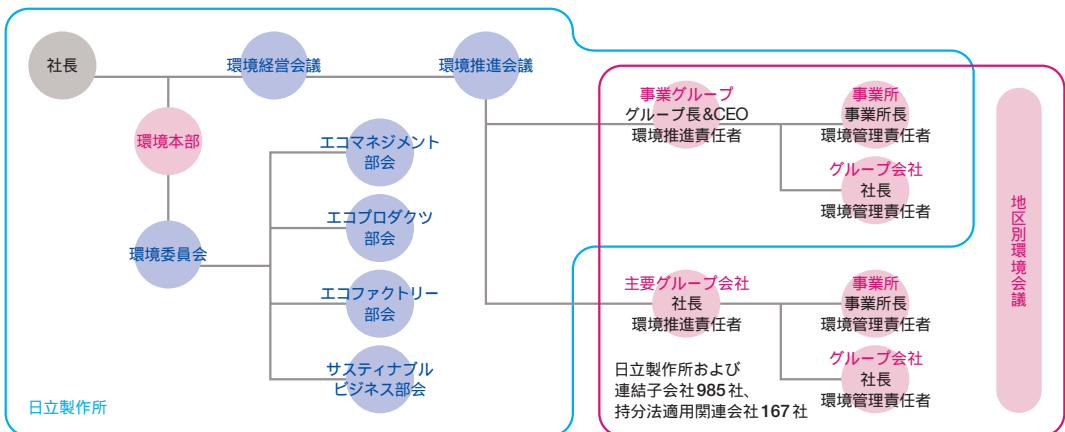 社長
環境経営会議
環境推進会議
環境本部
環境委員会
エコマネジメント
部会
エコプロダクツ
部会
エコファクトリー
部会
サスティナブル
ビジネス部会
日立製作所
事業グループ
グループ長&CEO
環境推進責任者
事業所
事業所長
環境管理責任者
グループ会社
社長
環境管理責任者
主要グループ会社
社長
環境推進責任者
事業所
事業所長
環境管理責任者
グループ会社
社長
環境管理責任者
日立製作所および
連結子会社985社、
持分法適用関連会社167社
地区別環境会議